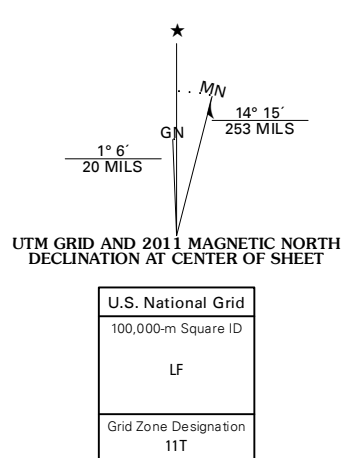 ★
MN
GN
14° 15´
253 MILS
1° 6´
20 MILS
UTM GRID AND 2011 MAGNETIC NORTH
DECLINATION AT CENTER OF SHEET
U.S. National Grid
100,000-m Square ID
LF
Grid Zone Designation
11T